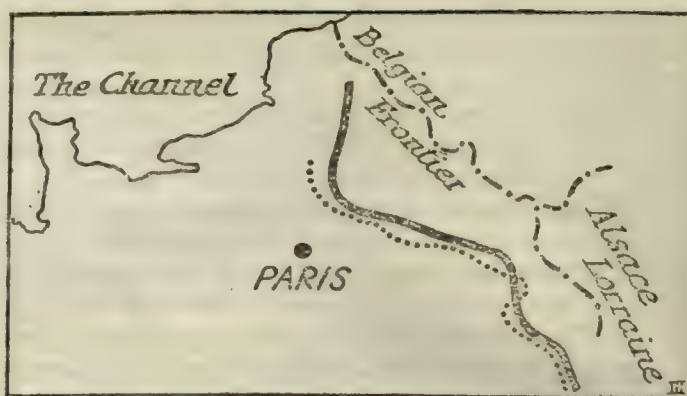 The Channel
Belgian
Frontier
PARIS
Alsace
Lorraine